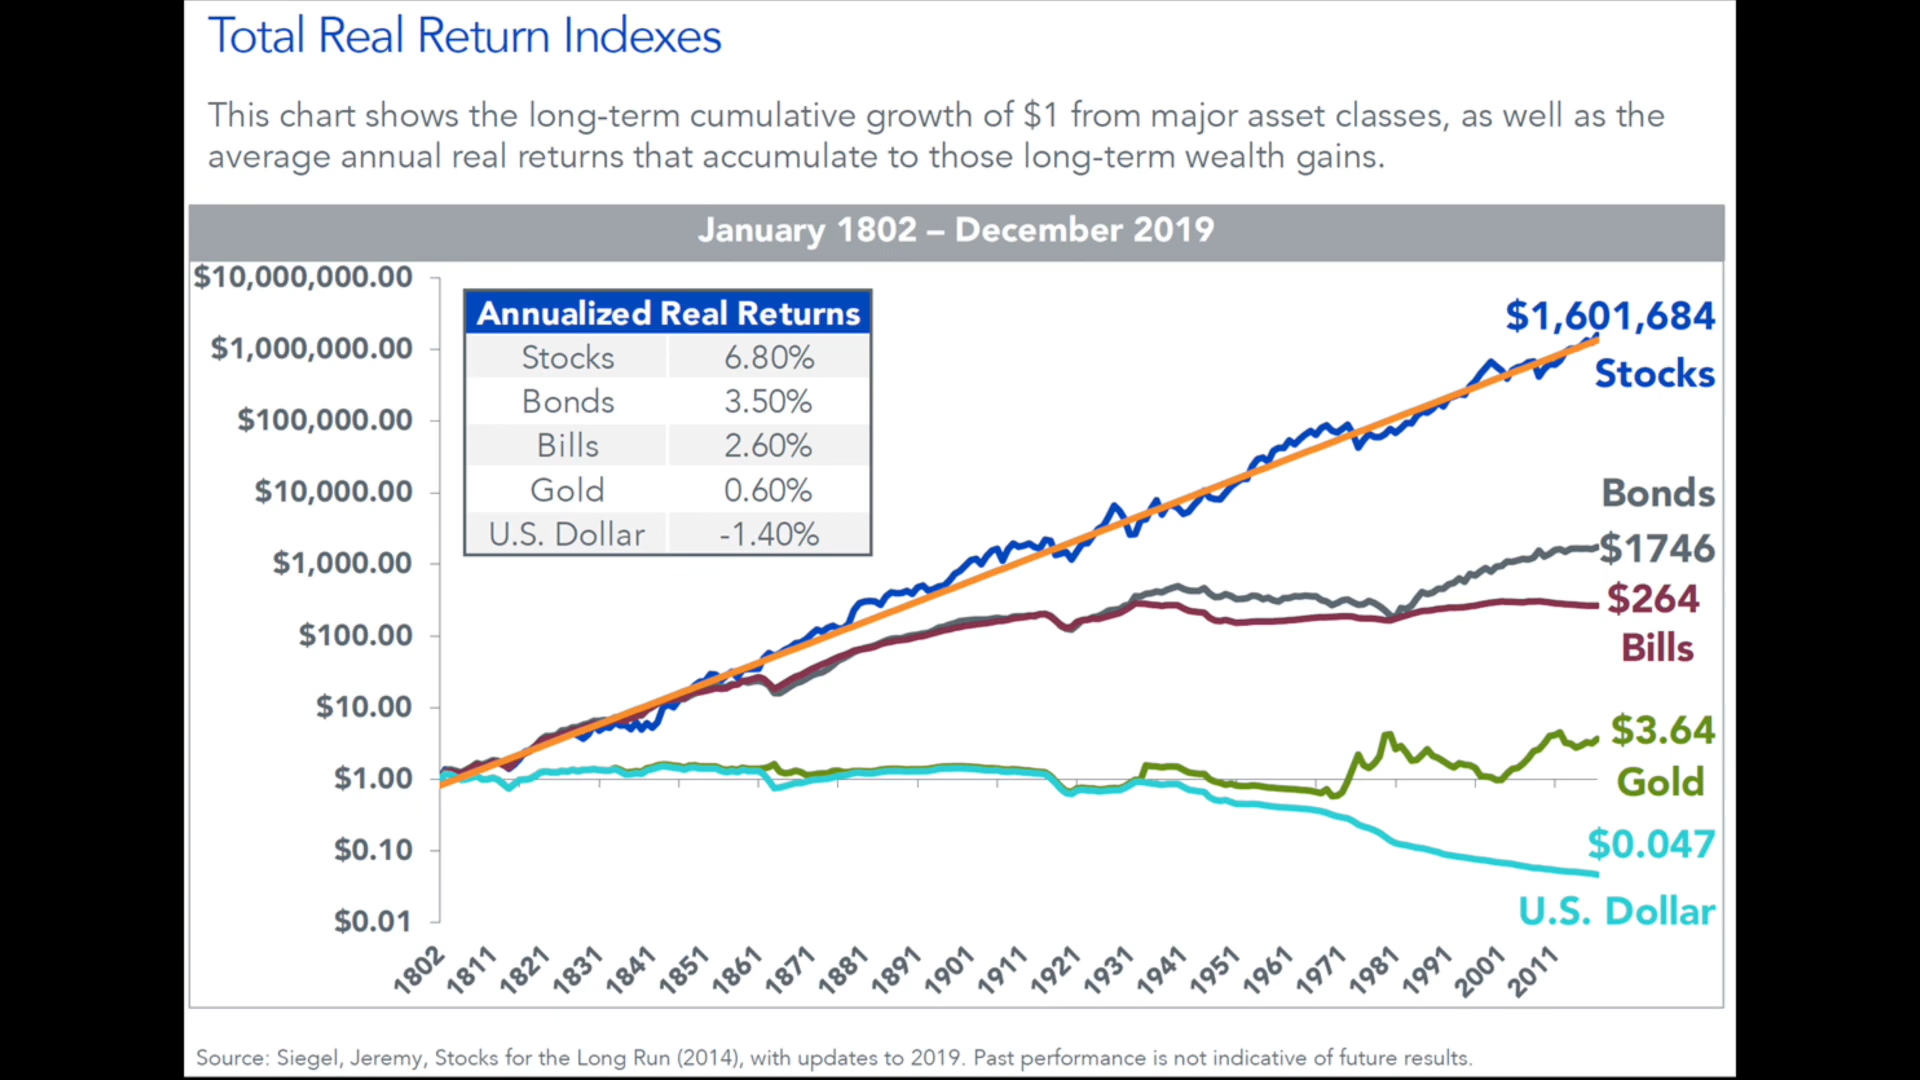 Total Real Return Indexes
This chart shows the long-term cumulative growth of $1 from major asset classes, as well as the
average annual real returns that accumulate to those long-term wealth gains.
January 1802 – December 2019
$10,000,000.00
$1,000,000.00
$100,000.00
$10,000.00
$1,000.00
$100.00
$10.00
$1.00
$0.10
$0.01
Annualized Real Returns
Stocks 6.80%
Bonds 3.50%
Bills 2.60%
Gold 0.60%
U.S. Dollar -1.40%
$1,601,684
Stocks
Bonds
$1746
$264
Bills
$3.64
Gold
$0.047
U.S. Dollar
1802 1811 1821 1831 1841 1851 1861 1871 1881 1891 1901 1911 1921 1931 1941 1951 1961 1971 1981 1991 2001 2011
Source: Siegel, Jeremy, Stocks for the Long Run (2014), with updates to 2019. Past performance is not indicative of future results.